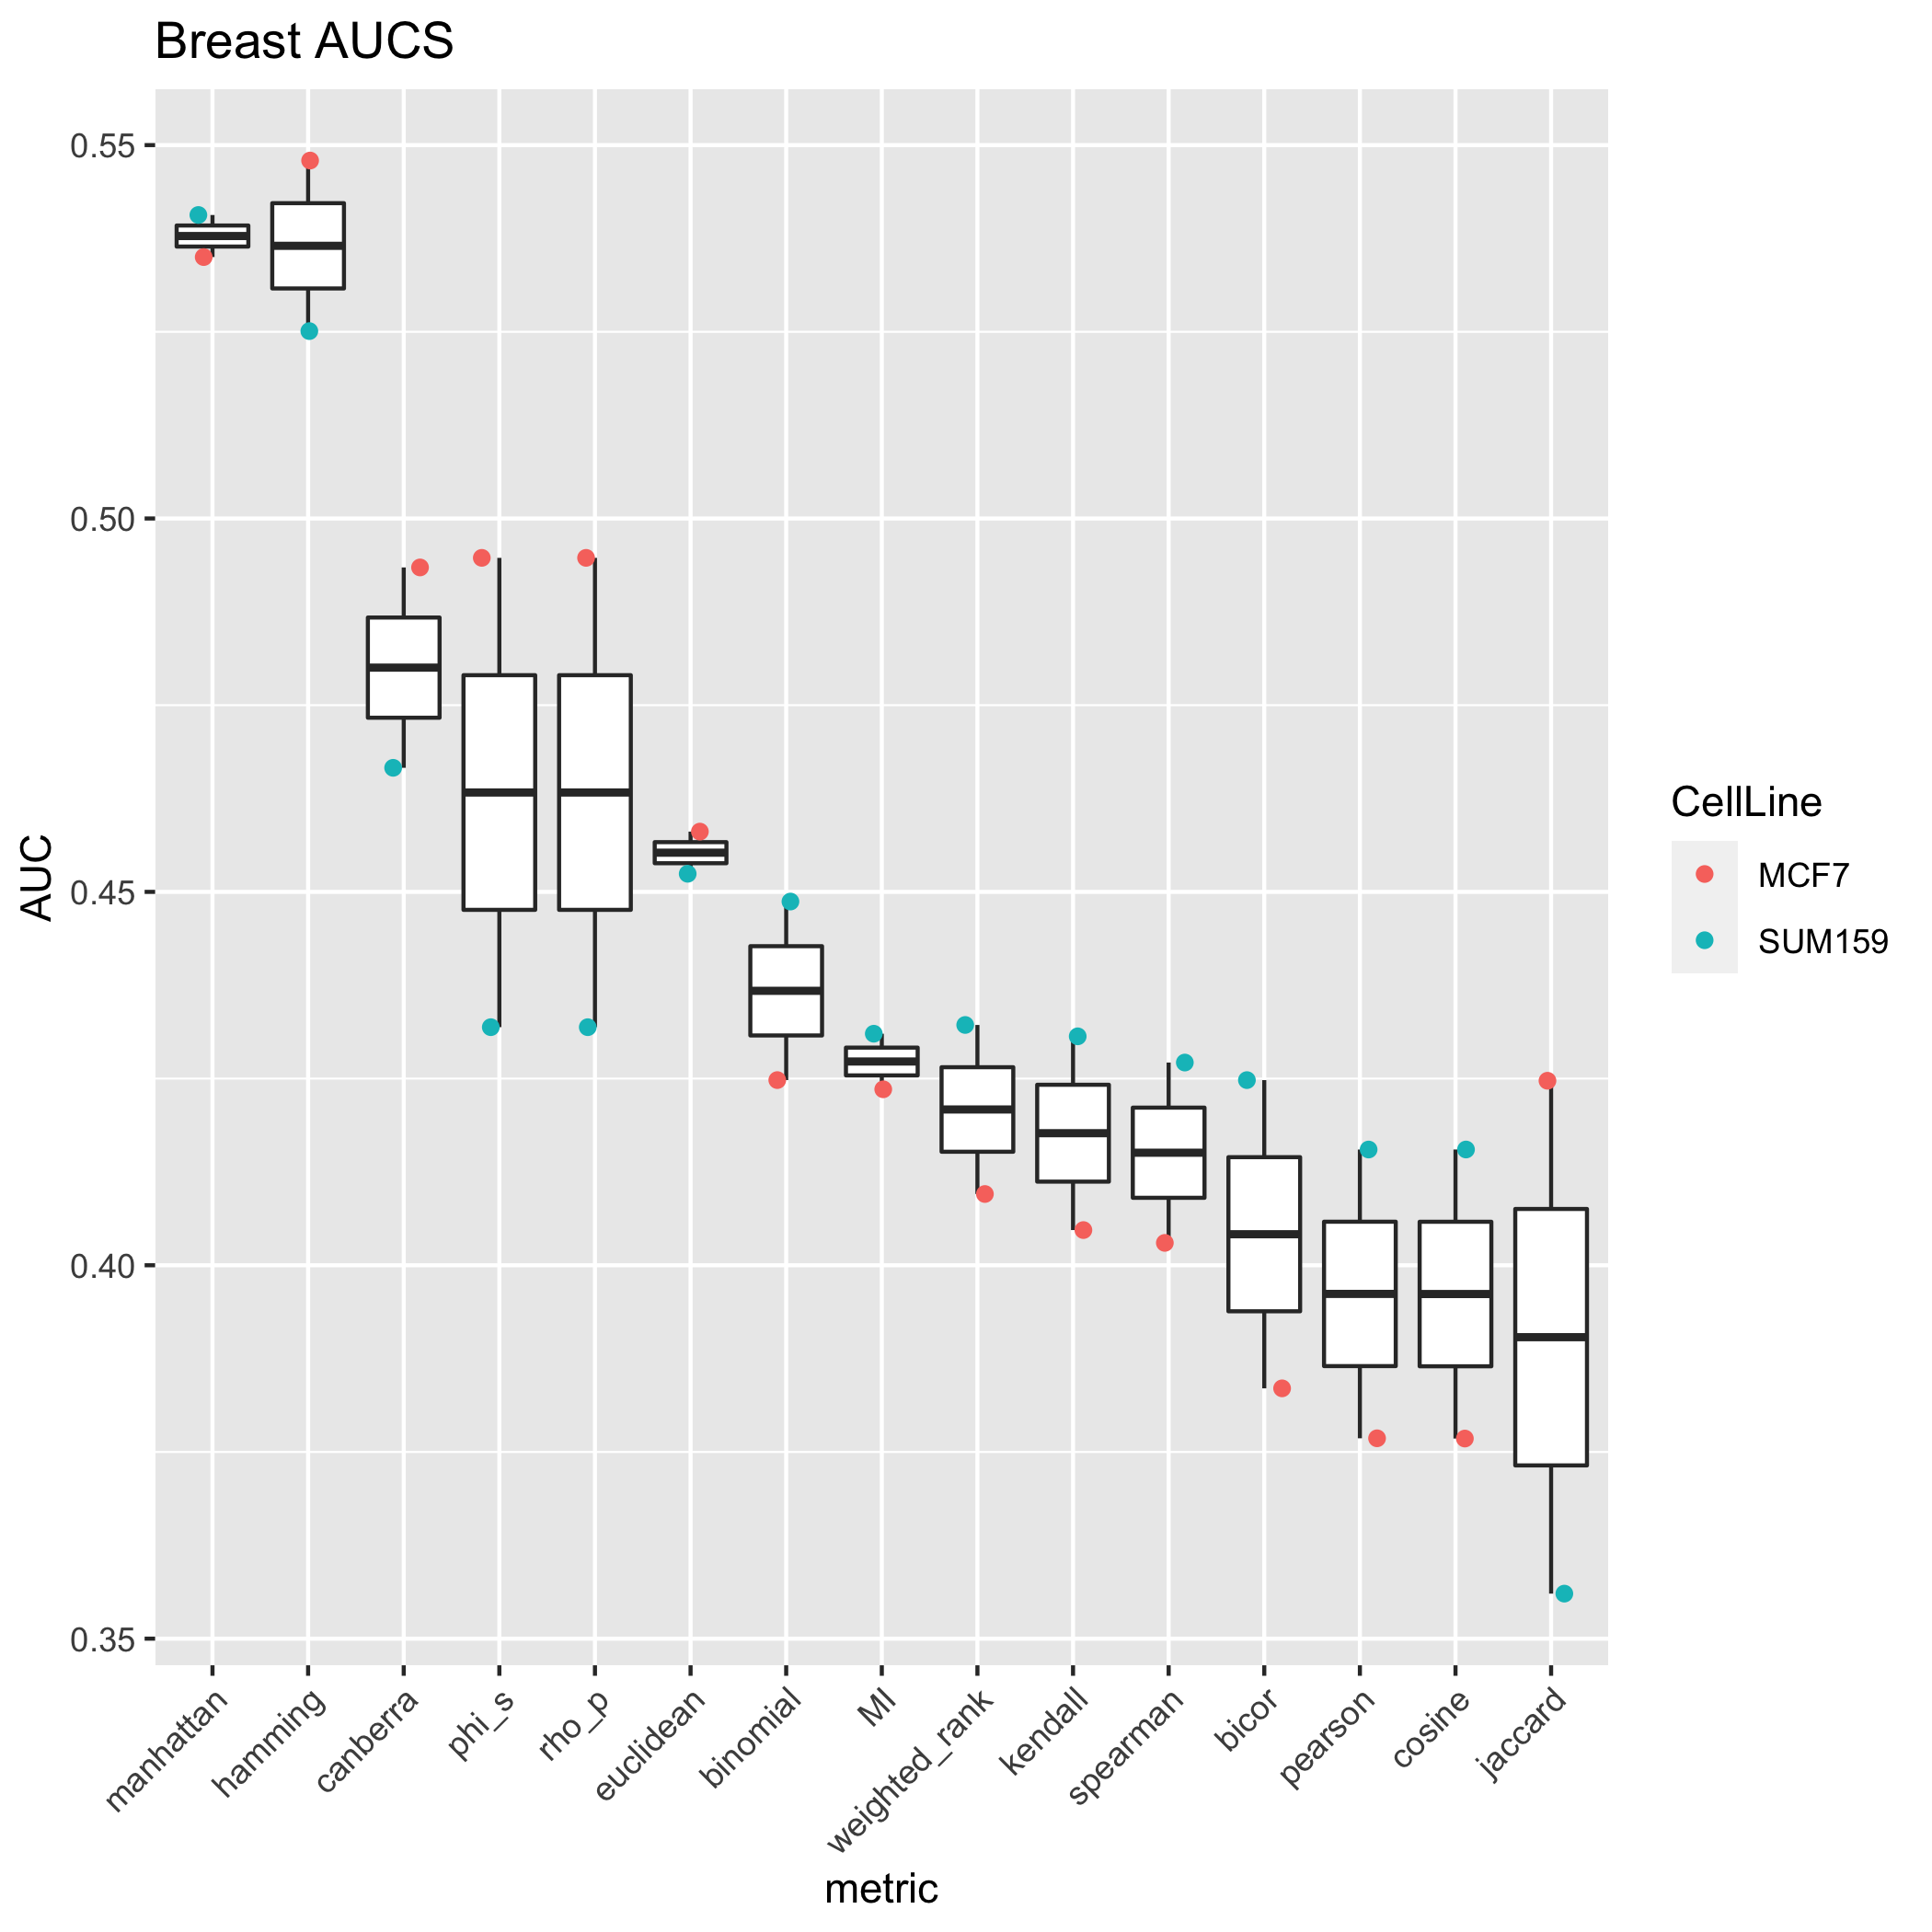 Breast AUCS
AUC
0.55
0.50
0.45
0.40
0.35
manhattan
hamming
canberra
phi_s
rho_p
euclidean
binomial
MI
weighted_rank
kendall
spearman
bicor
pearson
cosine
jaccard
metric
CellLine
MCF7
SUM159